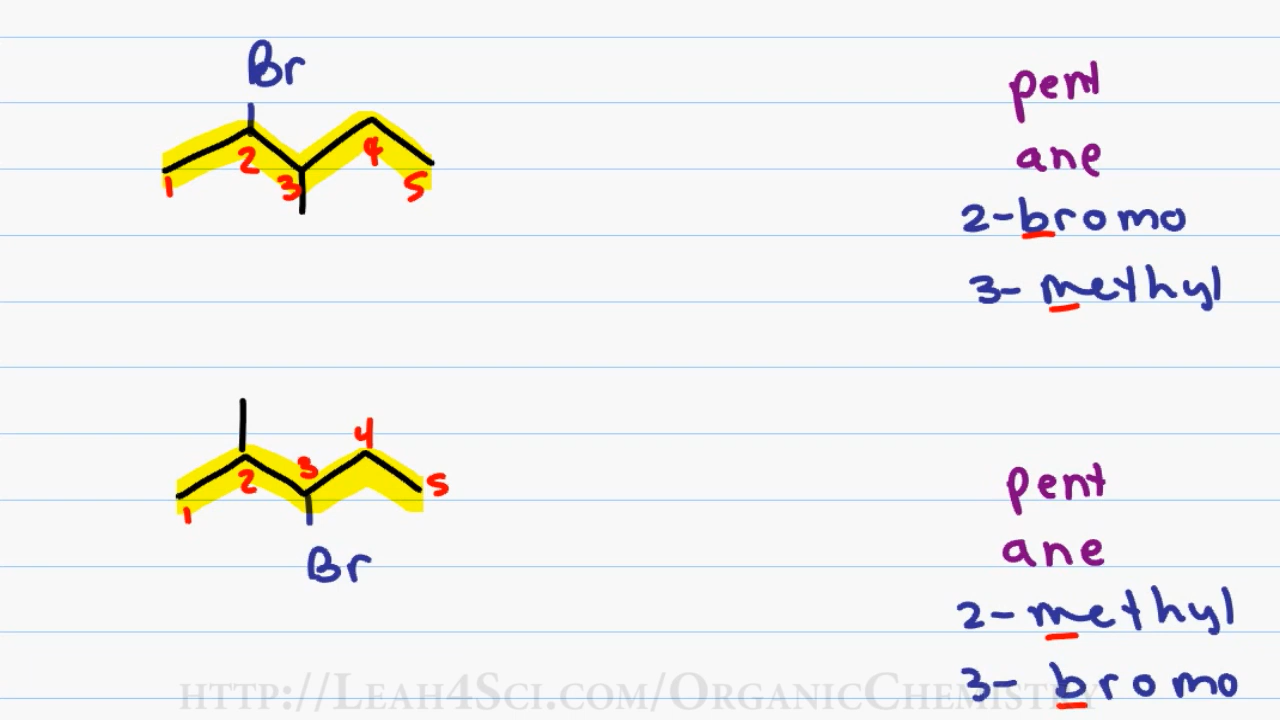 Br
1 2 3 4 5
pent
ane
2-bromo
3- methyl
1 2 3 4 5
Br
pent
ane
2-methyl
3- bromo
http://Leah4Sci.com/OrganicChemistry